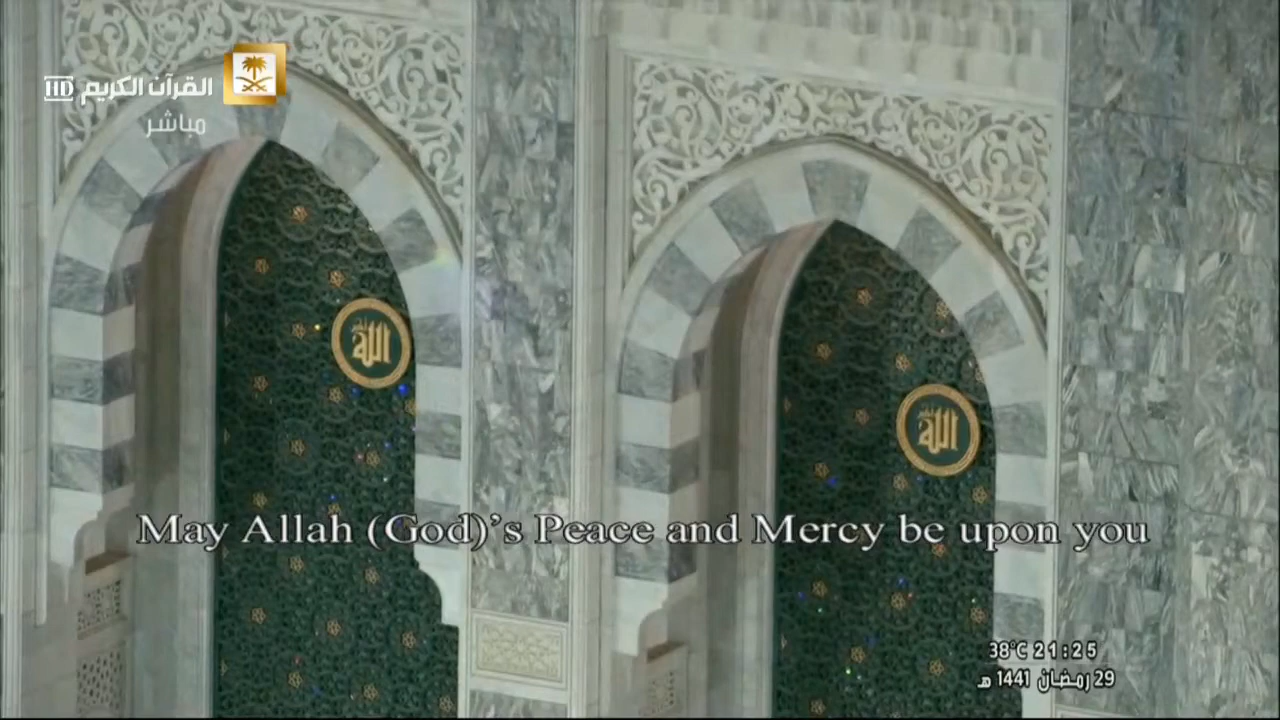 القرآن الكريم HD
مباشر
الله
الله
May Allah (God)’s Peace and Mercy be upon you
38°C 21:25
29 رمضان 1441 هـ